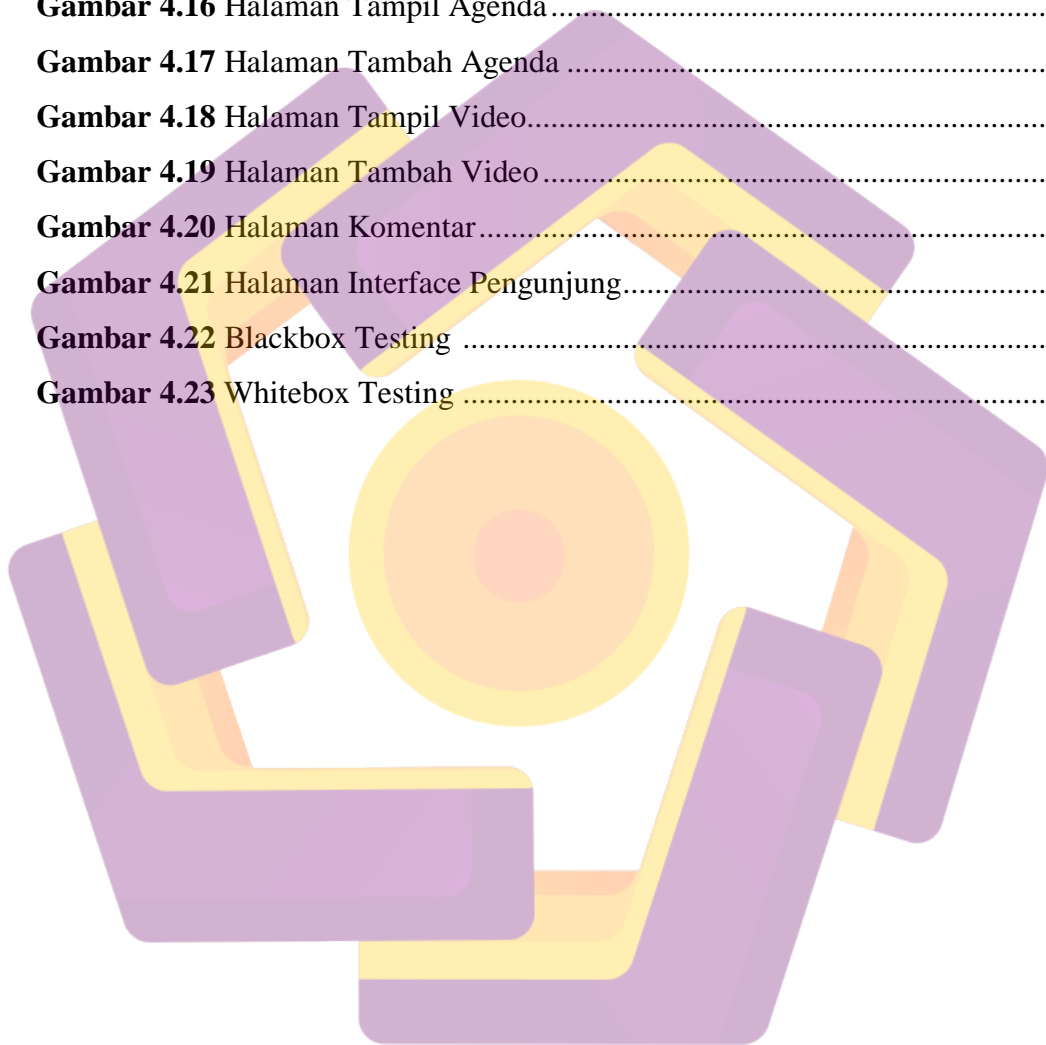 Gambar 4.16 Halaman Tampil Agenda........................................................
Gambar 4.17 Halaman Tambah Agenda ......................................................
Gambar 4.18 Halaman Tampil Video...........................................................
Gambar 4.19 Halaman Tambah Video.........................................................
Gambar 4.20 Halaman Komentar.................................................................
Gambar 4.21 Halaman Interface Pengunjung...............................................
Gambar 4.22 Blackbox Testing ...................................................................
Gambar 4.23 Whitebox Testing ...................................................................